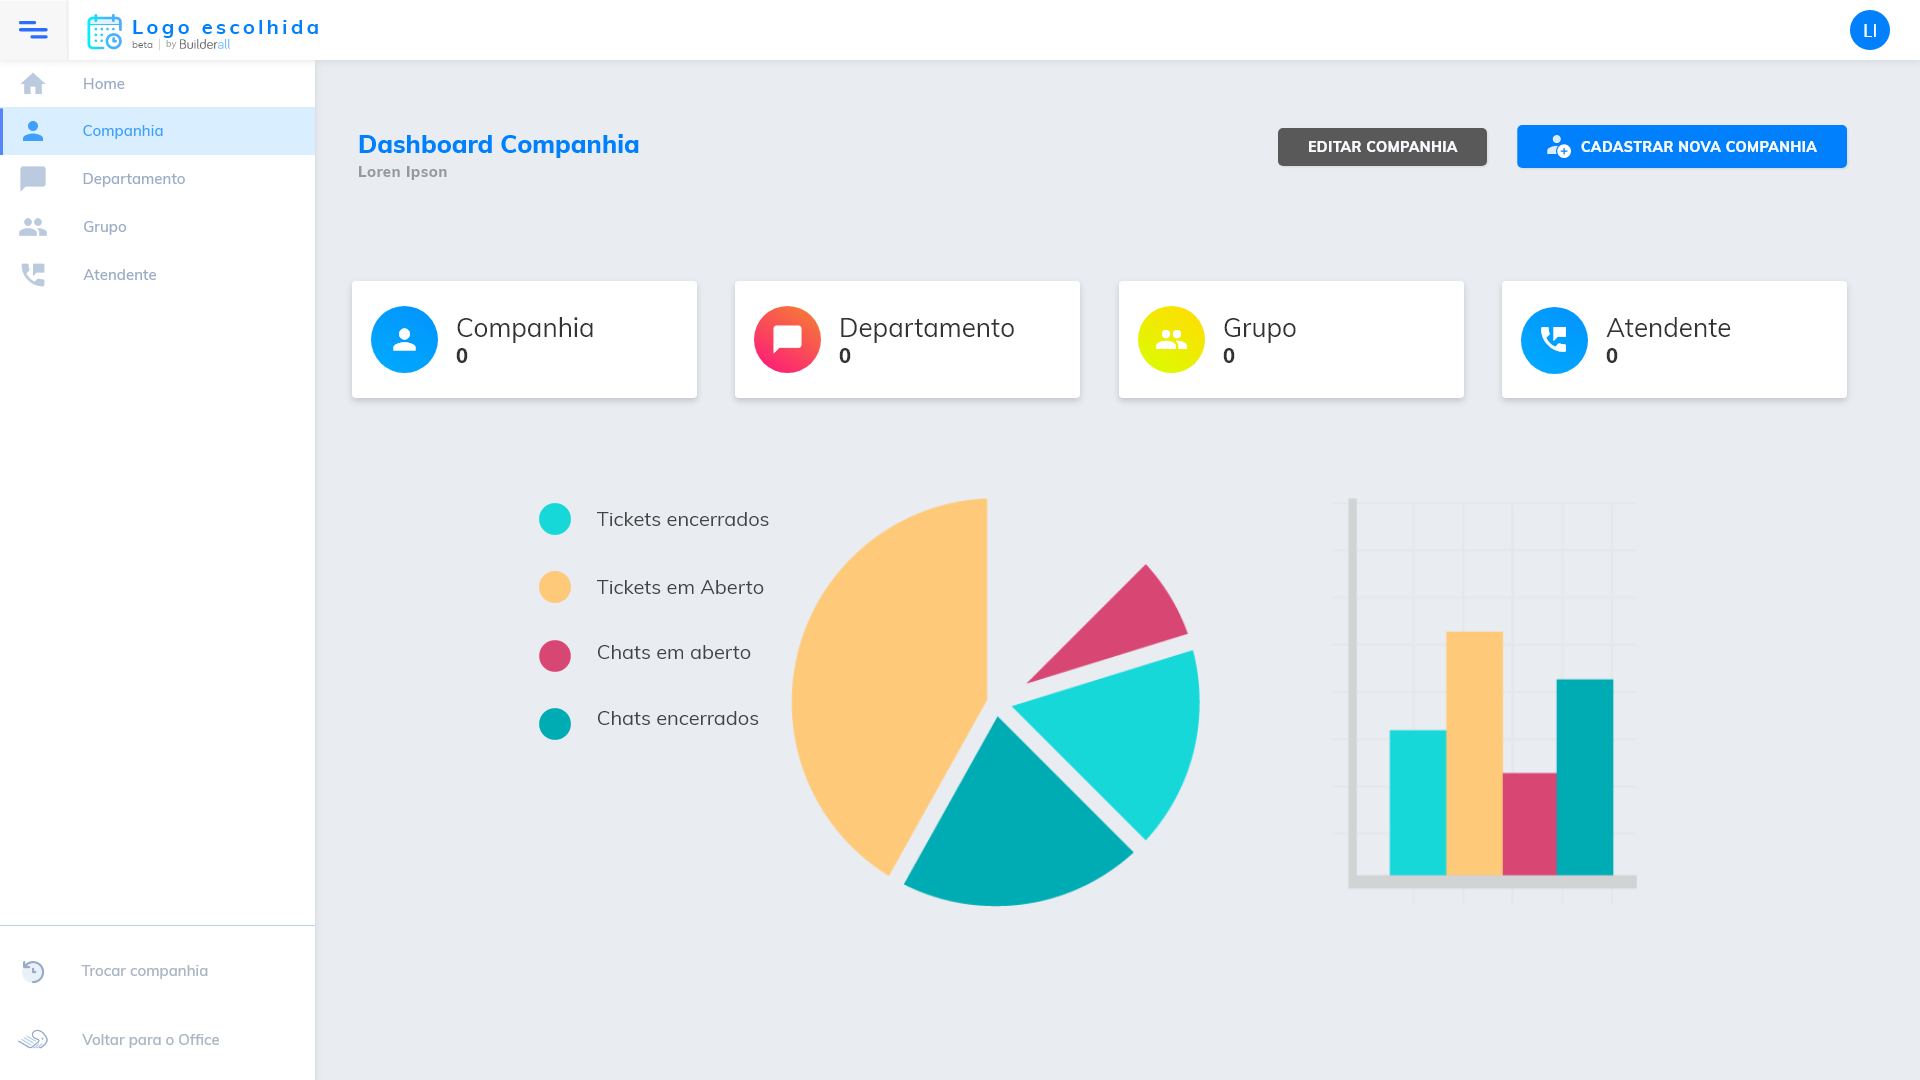 Logo escolhida
beta | by Builderall
LI
Home
Companhia
Departamento
Grupo
Atendente
Trocar companhia
Voltar para o Office
Dashboard Companhia
Loren Ipson
EDITAR COMPANHIA
CADASTRAR NOVA COMPANHIA
Companhia
0
Departamento
0
Grupo
0
Atendente
0
Tickets encerrados
Tickets em Aberto
Chats em aberto
Chats encerrados